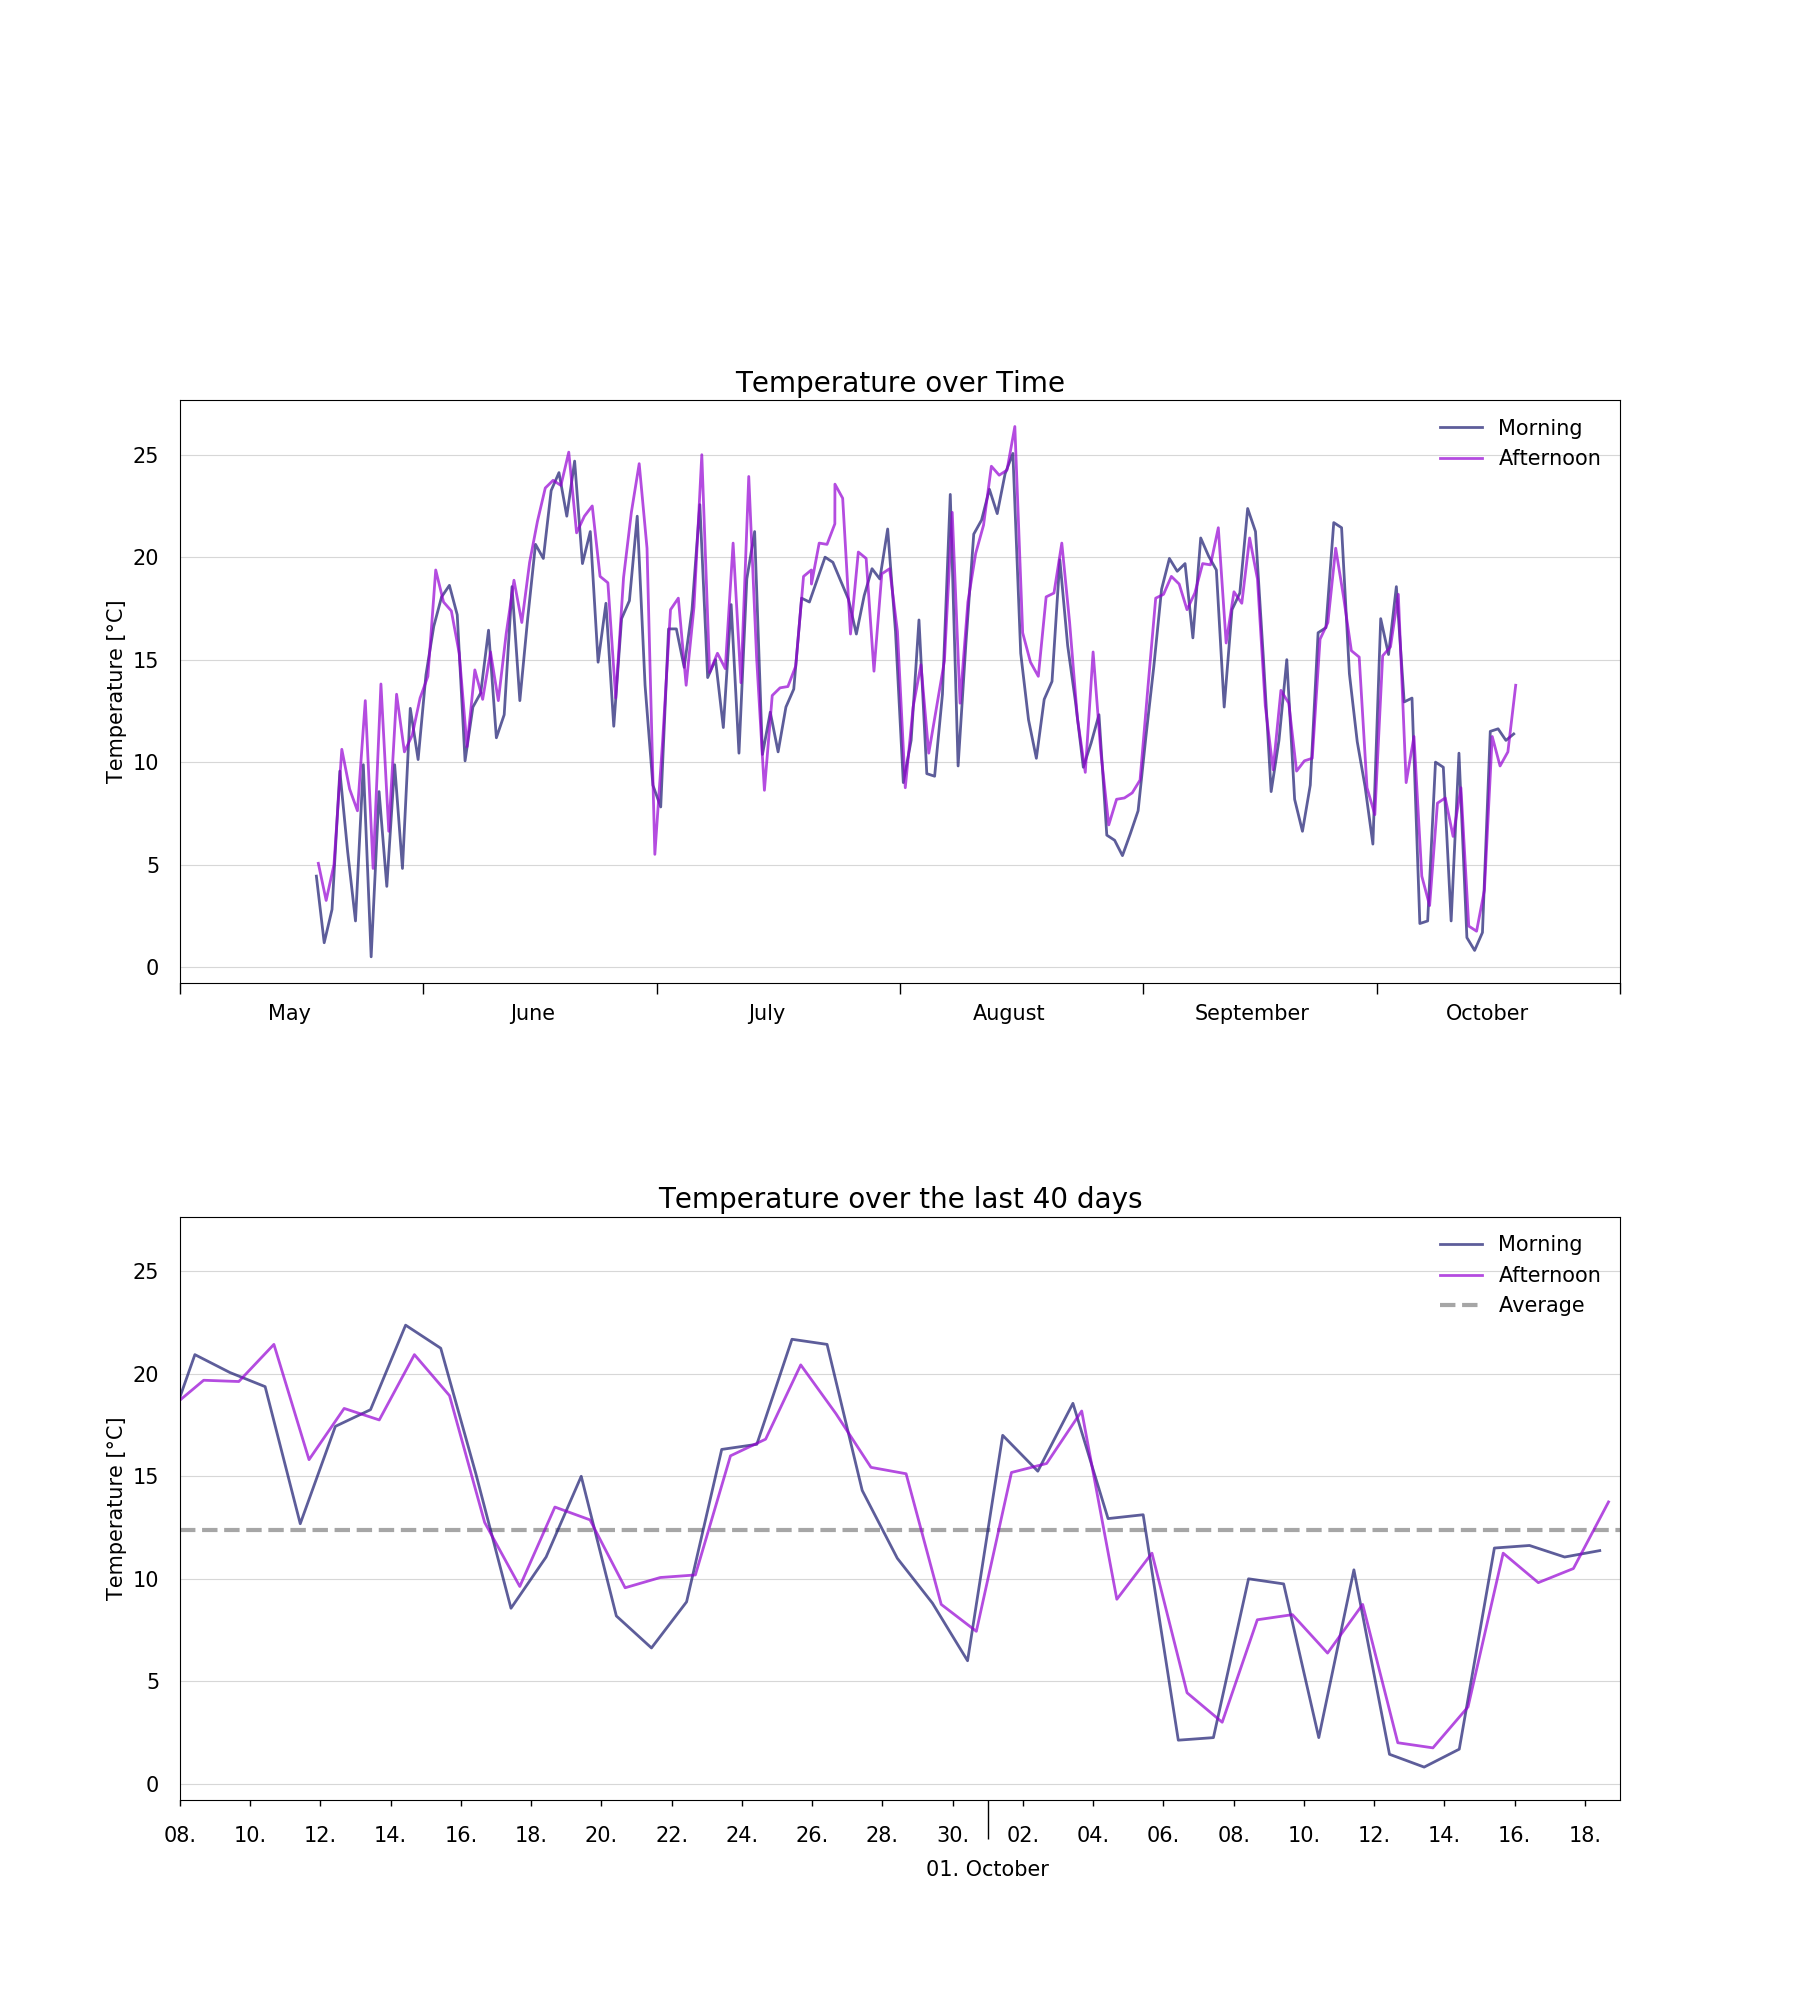 Temperature over Time
Morning
Afternoon
25
20
15
10
5
0
Temperature [°C]
May June July August September October
Temperature over the last 40 days
Morning
Afternoon
Average
25
20
15
10
5
0
Temperature [°C]
08. 10. 12. 14. 16. 18. 20. 22. 24. 26. 28. 30. 02. 04. 06. 08. 10. 12. 14. 16. 18.
01. October